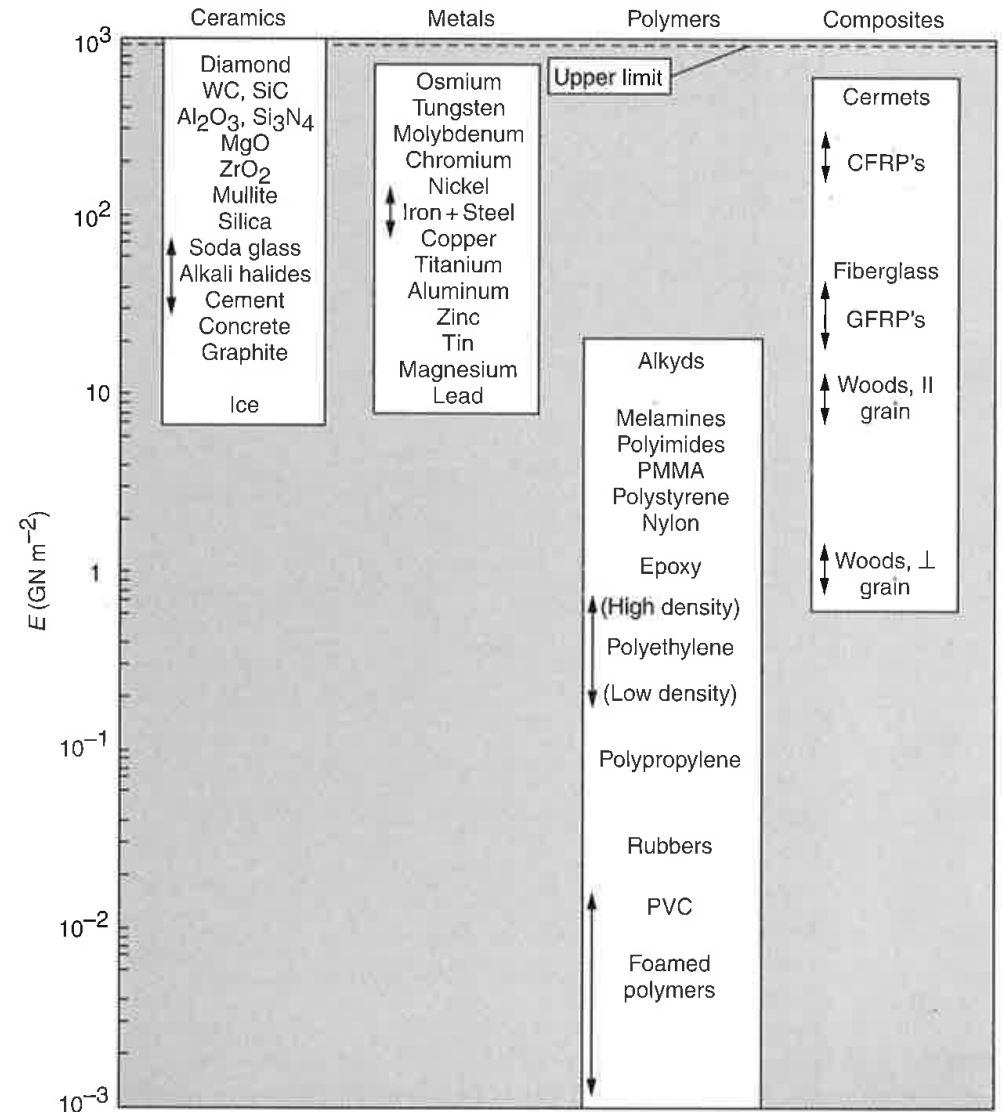 Ceramics
Metals
Polymers
Composites
10³
10²
10
1
10⁻¹
10⁻²
10⁻³
E (GN m⁻²)
Upper limit
Diamond
WC, SiC
Al₂O₃, Si₃N₄
MgO
ZrO₂
Mullite
Silica
Soda glass
Alkali halides
Cement
Concrete
Graphite
Ice
Osmium
Tungsten
Molybdenum
Chromium
Nickel
Iron + Steel
Copper
Titanium
Aluminum
Zinc
Tin
Magnesium
Lead
Alkyds
Melamines
Polyimides
PMMA
Polystyrene
Nylon
Epoxy
(High density)
Polyethylene
(Low density)
Polypropylene
Rubbers
PVC
Foamed
polymers
Cermets
CFRP's
Fiberglass
GFRP's
Woods, ||
grain
Woods, ⊥
grain